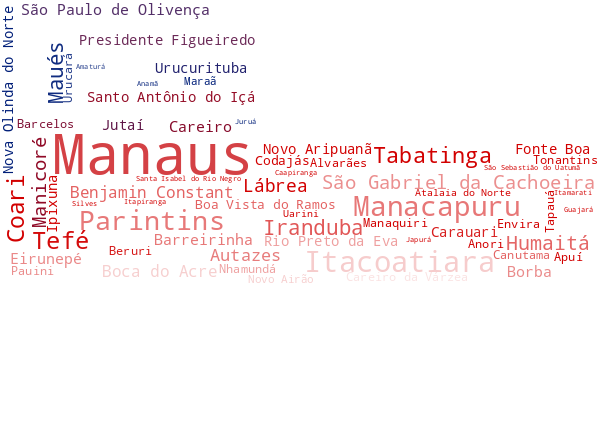 São Paulo de Olivença
Nova Olinda do Norte
Presidente Figueiredo
Maués
Urucará
Amaturá
Urucurituba
Anamã
Maraã
Santo Antônio do Içá
Barcelos
Jutaí
Careiro
Juruá
Manaus
Manicoré
Novo Aripuanã
Tabatinga
Fonte Boa
Codajás
Alvarães
Tonantins
São Sebastião do Uatumã
Caapiranga
Coari
Ipixuna
Santa Isabel do Rio Negro
Lábrea
São Gabriel da Cachoeira
Benjamin Constant
Atalaia do Norte
Itamarati
Tapauá
Silves
Itapiranga
Boa Vista do Ramos
Manacapuru
Guajará
Uarini
Parintins
Iranduba
Manaquiri
Envira
Tefé
Barreirinha
Rio Preto da Eva
Japurá
Carauari
Anori
Humaitá
Beruri
Eirunepé
Autazes
Itacoatiara
Canutama
Apuí
Pauini
Boca do Acre
Nhamundá
Novo Airão
Careiro da Várzea
Borba